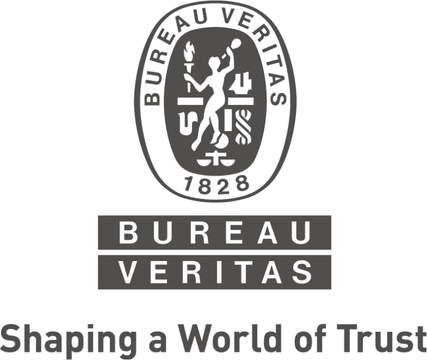 BUREAU VERITAS
1828
BUREAU
VERITAS
Shaping a World of Trust